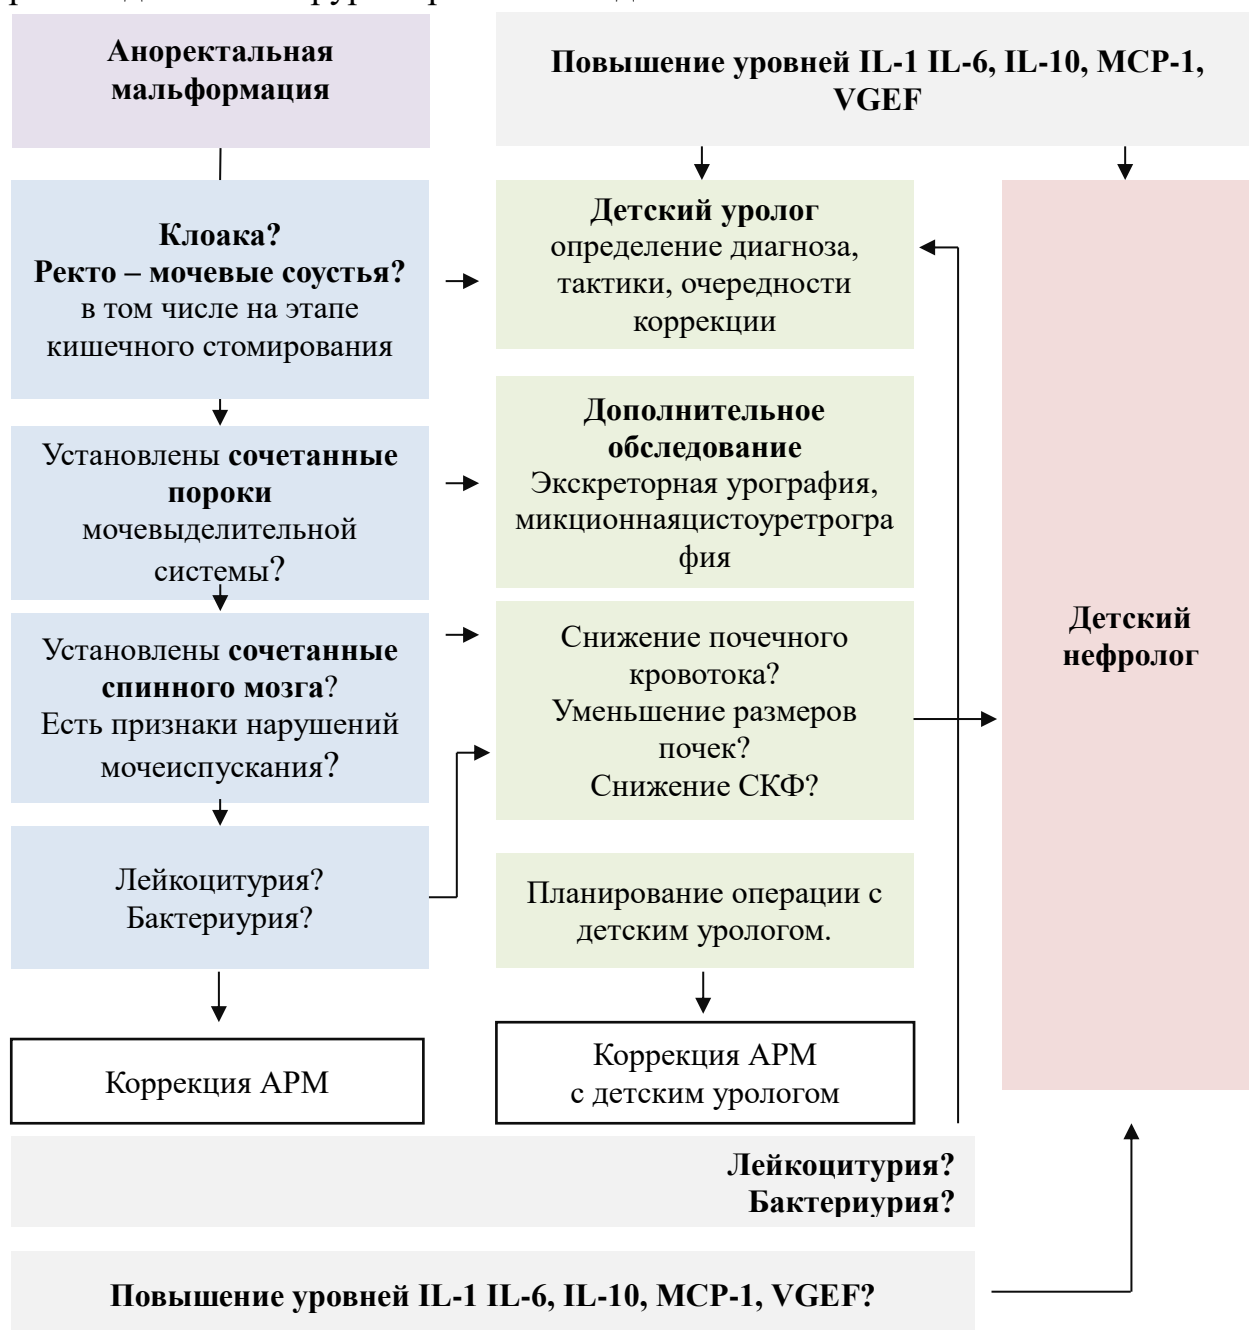 Аноректальная
мальформация
Повышение уровней IL-1 IL-6, IL-10, MCP-1,
VGEF
Клоака?
Ректо – мочевые соустья?
в том числе на этапе
кишечного стомирования
Детский уролог
определение диагноза,
тактики, очередности
коррекции
Установлены сочетанные
пороки
мочевыделительной
системы?
Дополнительное
обследование
Экскреторная урография,
микционнаяцистоуретрогра
фия
Установлены сочетанные
спинного мозга?
Есть признаки нарушений
мочеиспускания?
Снижение почечного
кровотока?
Уменьшение размеров
почек?
Снижение СКФ?
Детский
нефролог
Лейкоцитурия?
Бактериурия?
Планирование операции с
детским урологом.
Коррекция АРМ
Коррекция АРМ
с детским урологом
Лейкоцитурия?
Бактериурия?
Повышение уровней IL-1 IL-6, IL-10, MCP-1, VGEF?